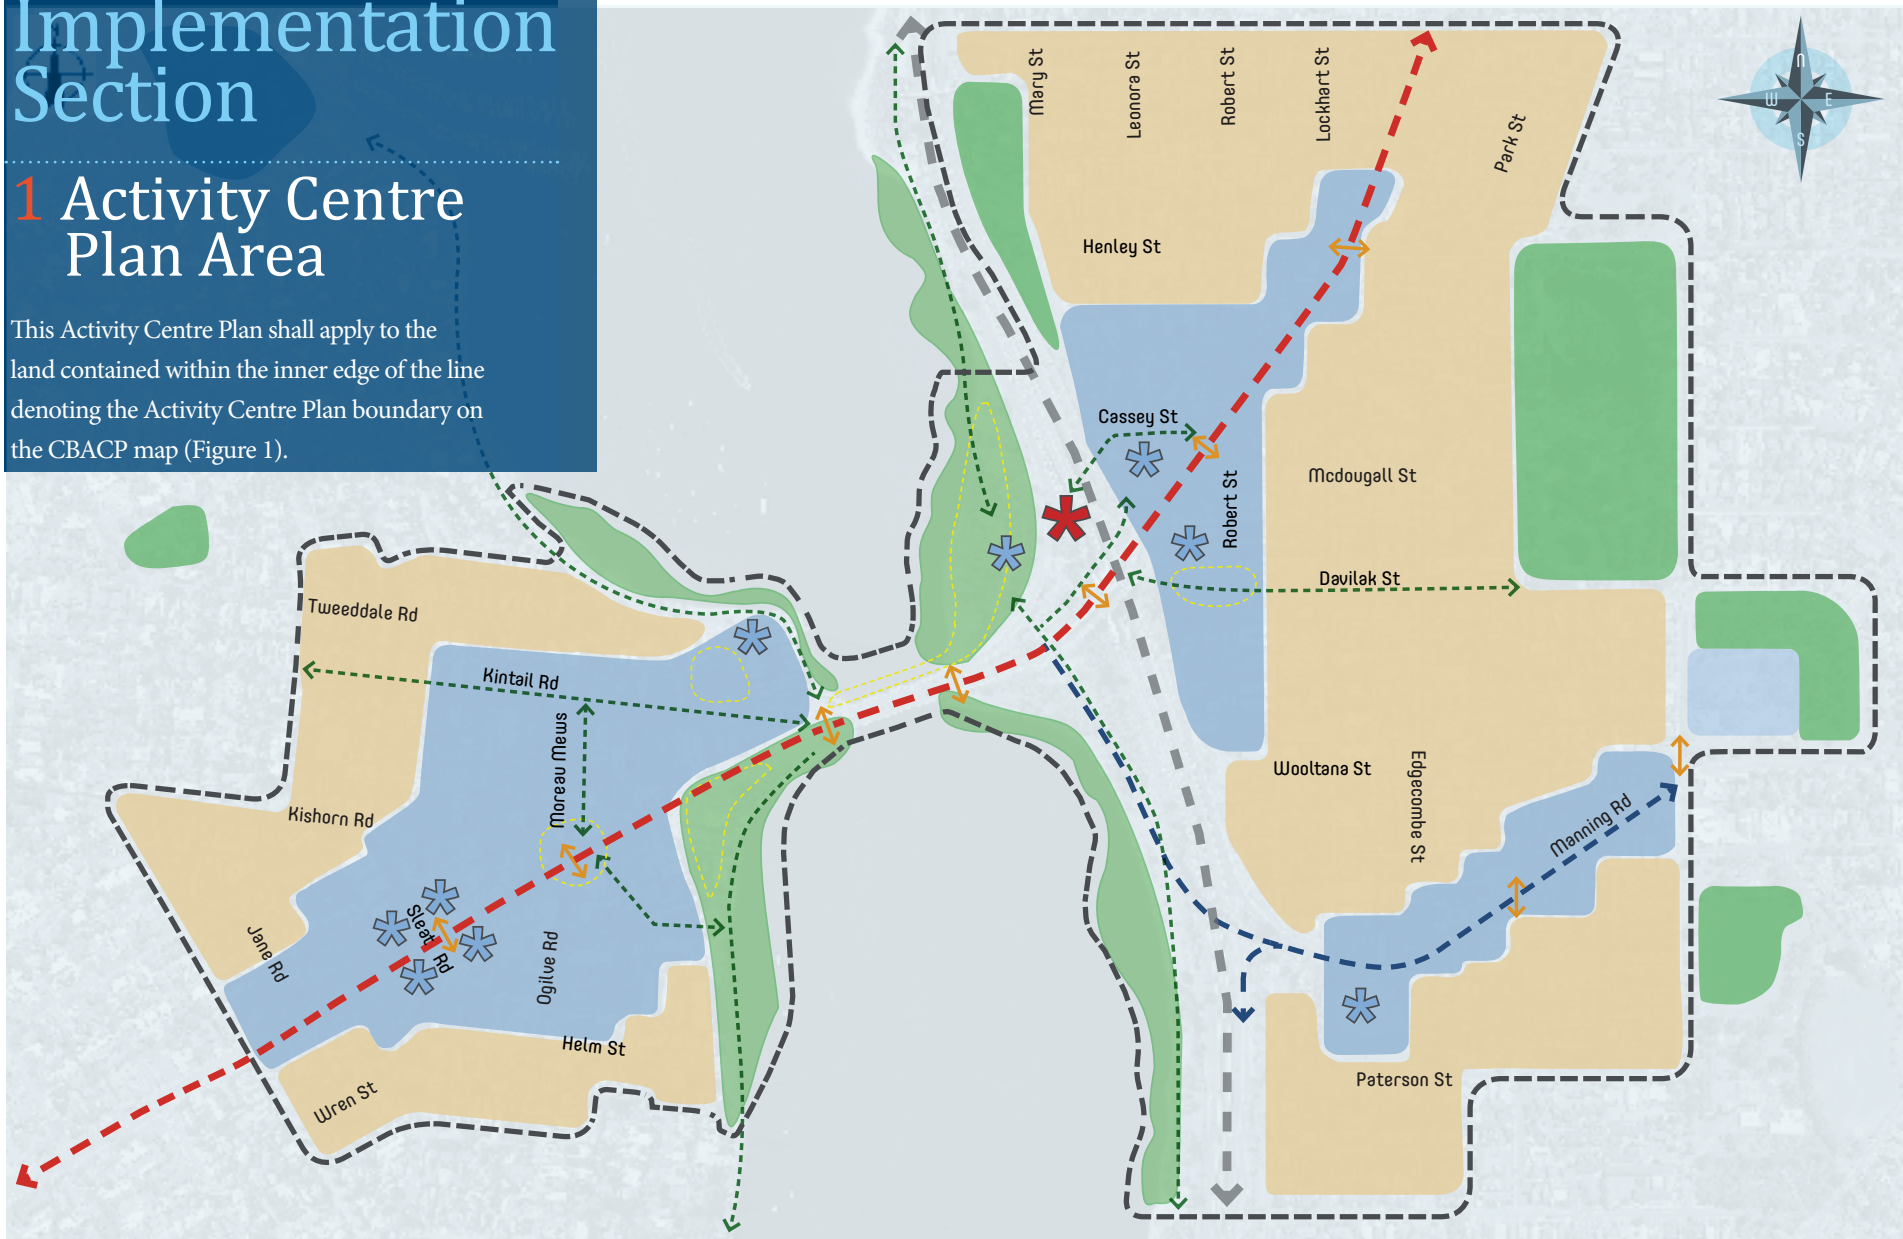 Implementation
Section
1 Activity Centre
Plan Area
This Activity Centre Plan shall apply to the
land contained within the inner edge of the line
denoting the Activity Centre Plan boundary on
the CBACP map (Figure 1).
Mary St
Leonora St
Robert St
Lockhart St
Park St
N
W
E
S
Henley St
Cassey St
Robert St
Mcdougall St
Davilak St
Tweeddale Rd
Kintail Rd
Moreau Mews
Kishorn Rd
Jane Rd
Sleat Rd
Ogilve Rd
Helm St
Wren St
Wooltana St
Edgecombe St
Manning Rd
Paterson St